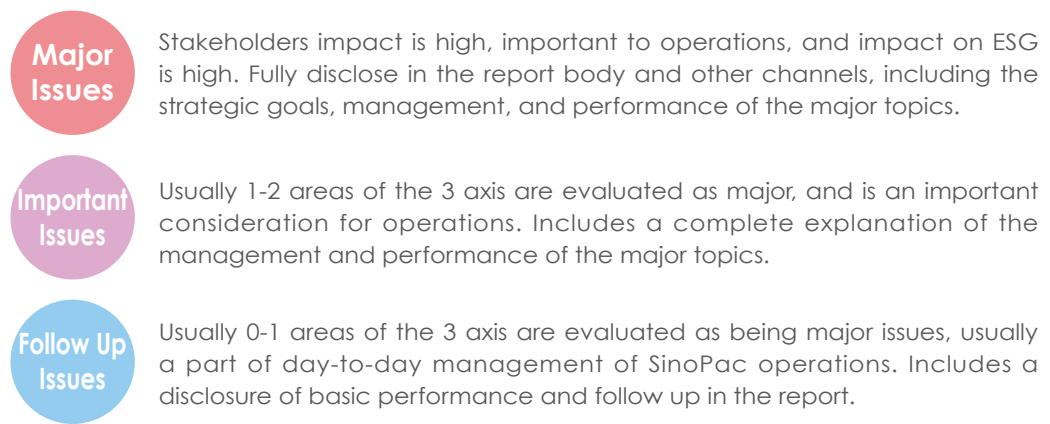 Major
Issues
Stakeholders impact is high, important to operations, and impact on ESG
is high. Fully disclose in the report body and other channels, including the
strategic goals, management, and performance of the major topics.
Important
Issues
Usually 1-2 areas of the 3 axis are evaluated as major, and is an important
consideration for operations. Includes a complete explanation of the
management and performance of the major topics.
Follow Up
Issues
Usually 0-1 areas of the 3 axis are evaluated as being major issues, usually
a part of day-to-day management of SinoPac operations. Includes a
disclosure of basic performance and follow up in the report.